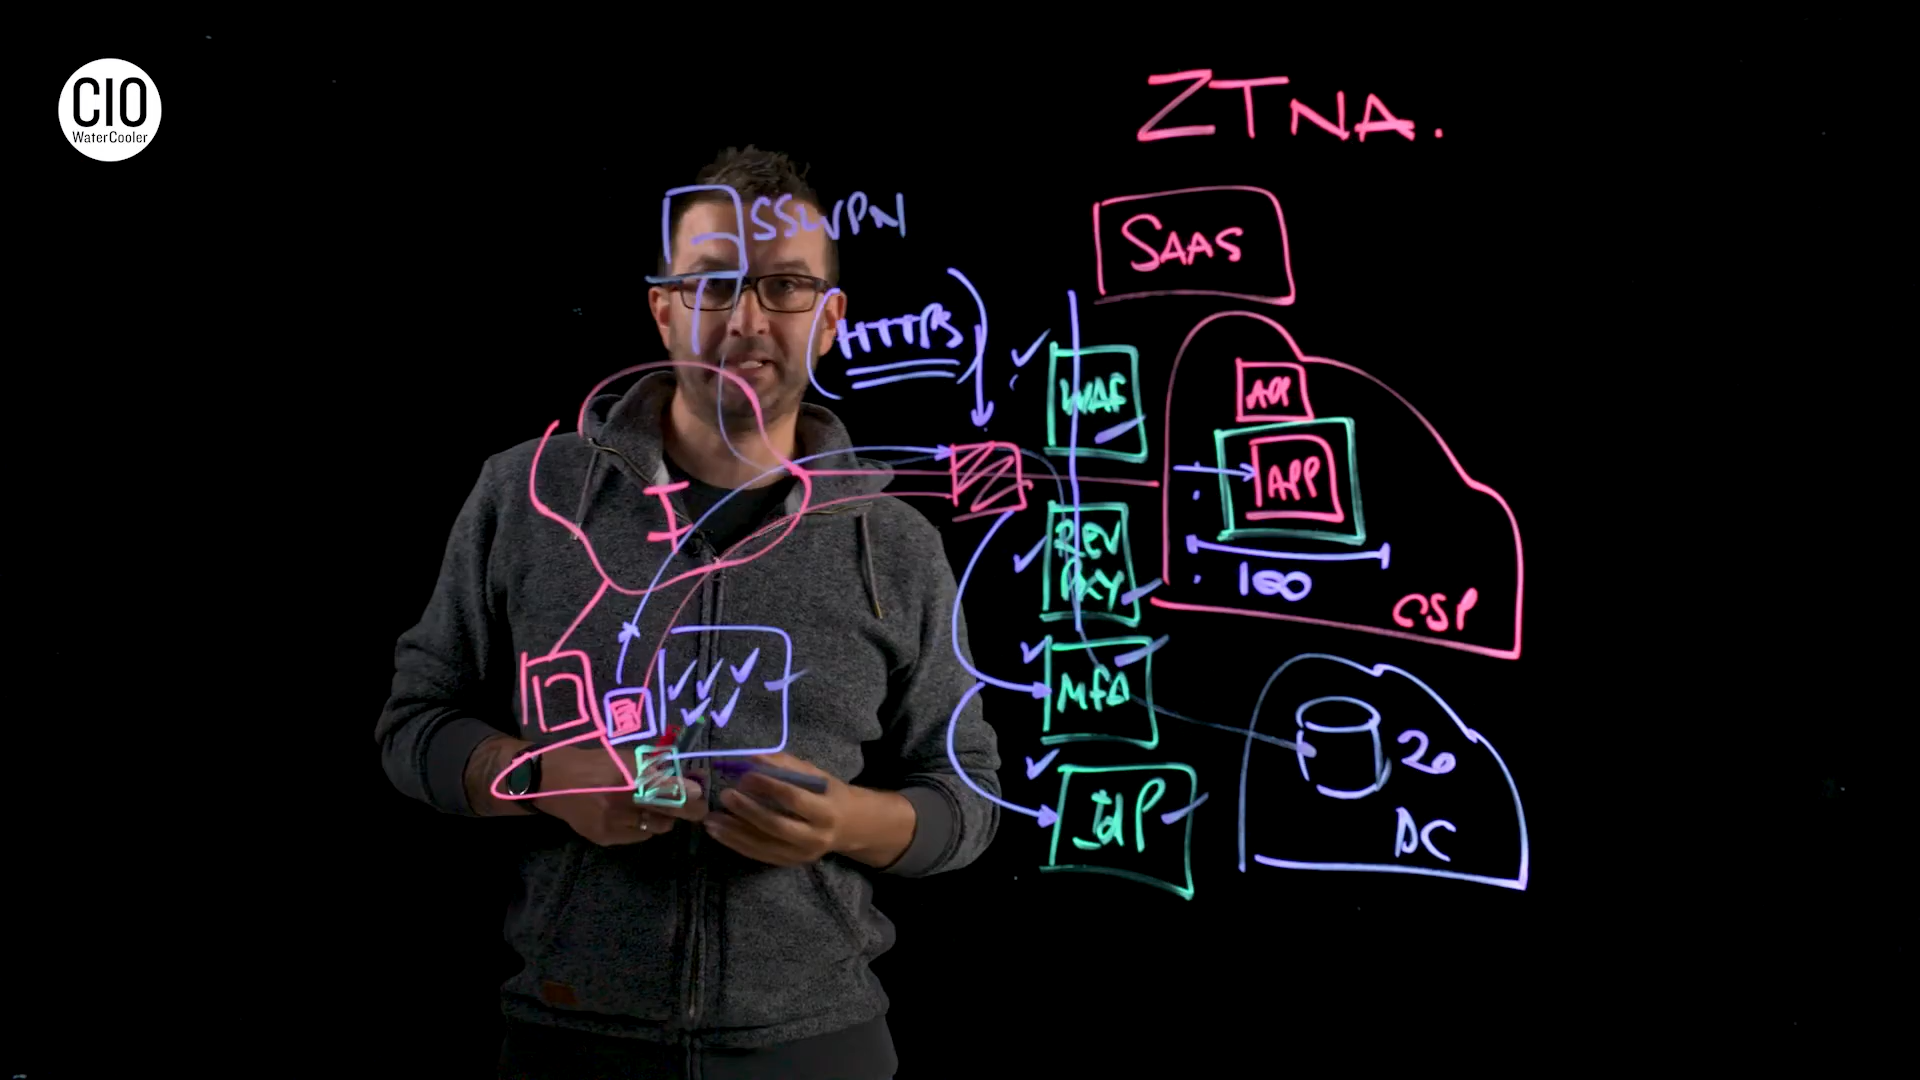 CIO
WaterCooler
ZTNA.
SSLVPN
SAAS
(HTTPS)
WAF
APP
APP
I
REV
PXY
100
CSP
MFA
20
IdP
DC